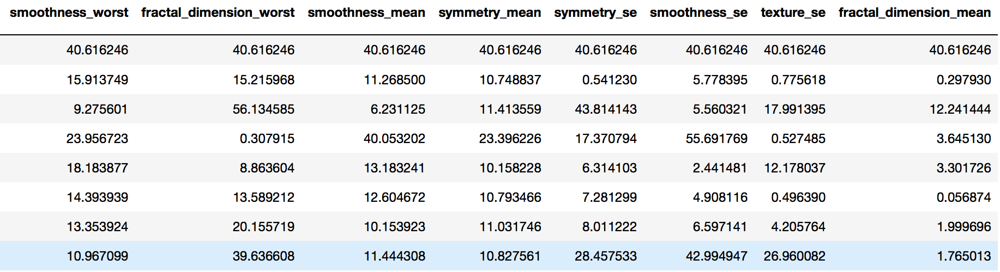 smoothness_worst fractal_dimension_worst smoothness_mean symmetry_mean symmetry_se smoothness_se texture_se fractal_dimension_mean
40.616246 40.616246 40.616246 40.616246 40.616246 40.616246 40.616246 40.616246
15.913749 15.215968 11.268500 10.748837 0.541230 5.778395 0.775618 0.297930
9.275601 56.134585 6.231125 11.413559 43.814143 5.560321 17.991395 12.241444
23.956723 0.307915 40.053202 23.396226 17.370794 55.691769 0.527485 3.645130
18.183877 8.863604 13.183241 10.158228 6.314103 2.441481 12.178037 3.301726
14.393939 13.589212 12.604672 10.793466 7.281299 4.908116 0.496390 0.056874
13.353924 20.155719 10.153923 11.031746 8.011222 6.597141 4.205764 1.999696
10.967099 39.636608 11.444308 10.827561 28.457533 42.994947 26.960082 1.765013